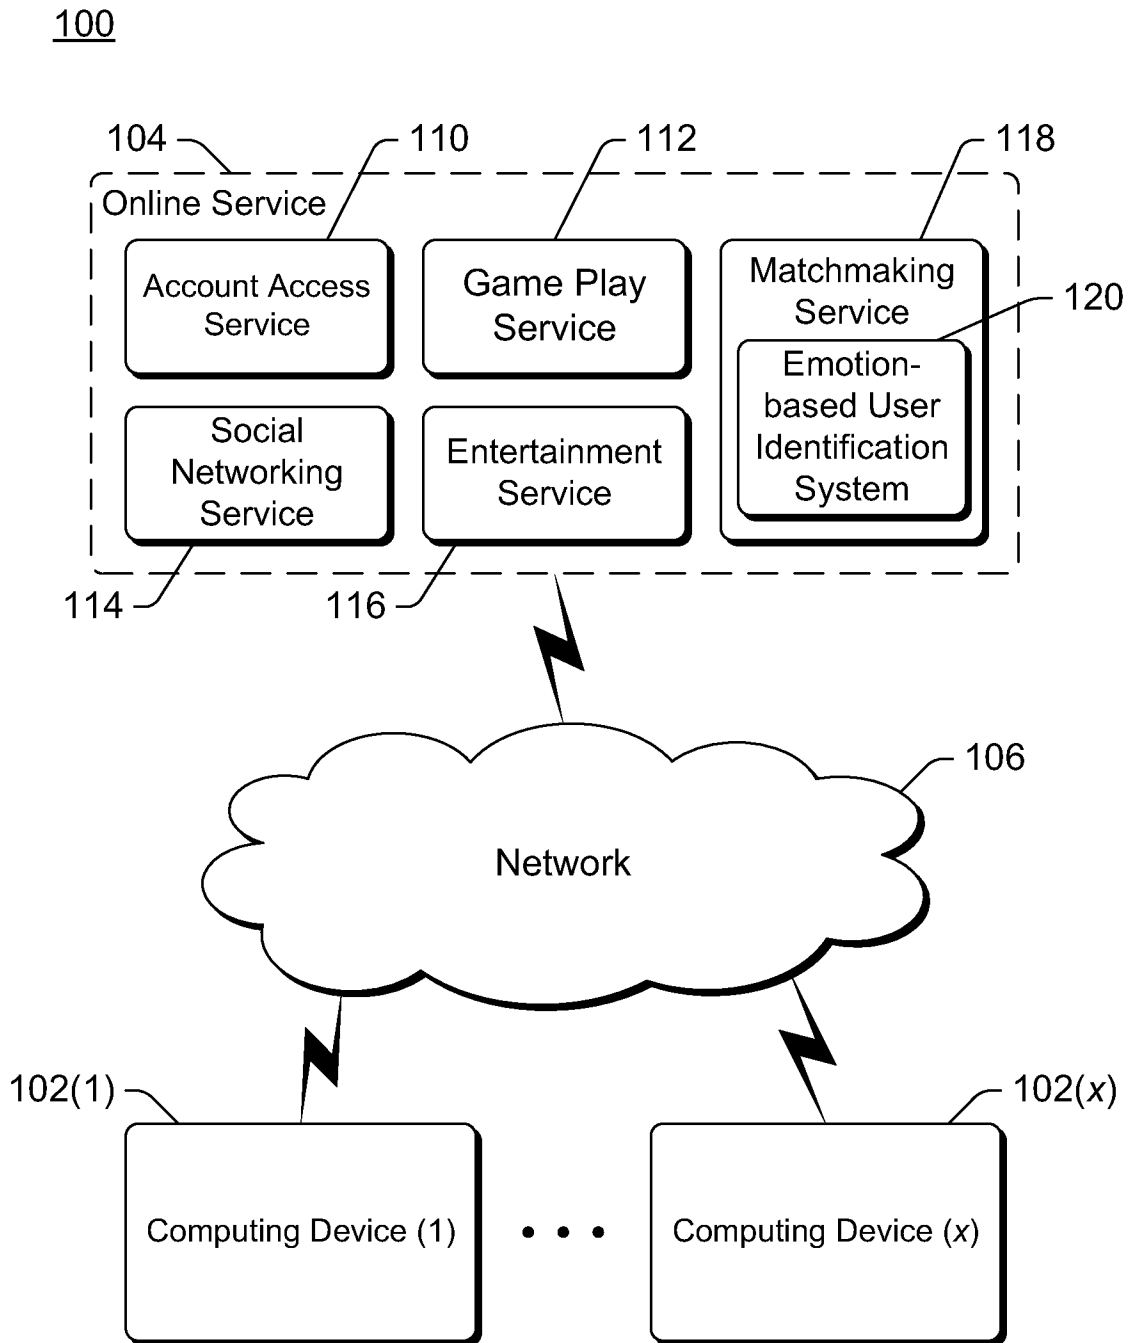 100
104
110
112
118
Online Service
Account Access
Service
Game Play
Service
Matchmaking
Service
120
Emotion-
based User
Identification
System
Social
Networking
Service
Entertainment
Service
114
116
106
Network
102(1)
102(x)
Computing Device (1)
Computing Device (x)